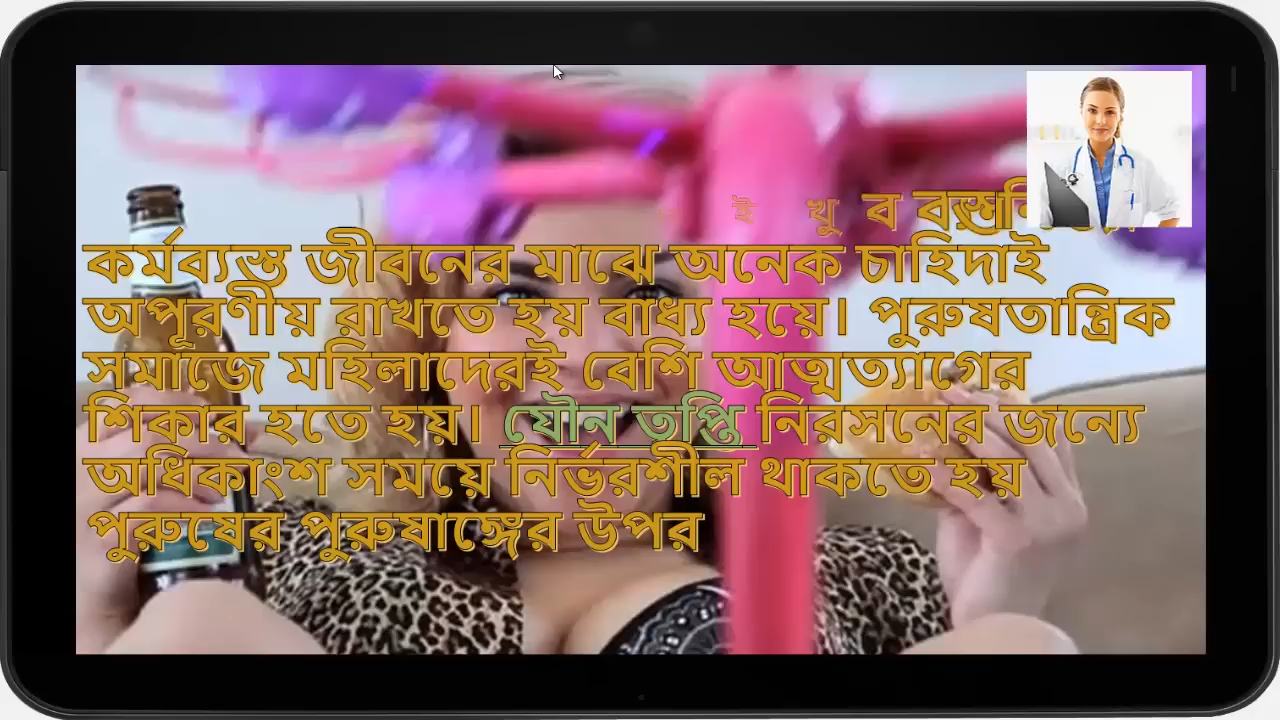 ই খুব
কর্মব্যস্ত জীবনের মাঝে অনেক চাহিদাই
অপূরণীয় রাখতে হয় বাধ্য হয়ে। পুরুষতান্ত্রিক
সমাজে মহিলাদেরই বেশি আত্মত্যাগের
শিকার হতে হয়। যৌন তপ্তি নিরসনের জন্যে
অধিকাংশ সময়ে নির্ভরশীল থাকতে হয়
পুরুষের পুরুষাঙ্গের উপর